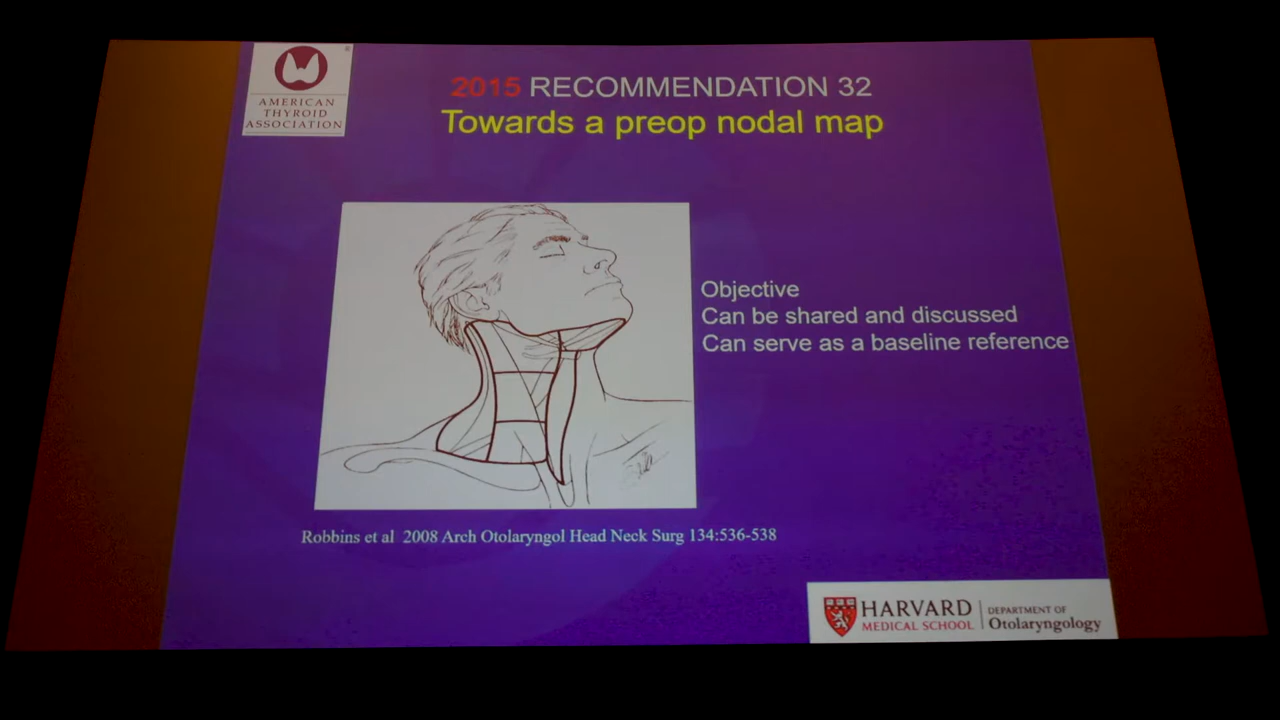 AMERICAN
THYROID
ASSOCIATION
®
2015 RECOMMENDATION 32
Towards a preop nodal map
Objective
Can be shared and discussed
Can serve as a baseline reference
Robbins et al 2008 Arch Otolaryngol Head Neck Surg 134:536-538
HARVARD
MEDICAL SCHOOL
DEPARTMENT OF
Otolaryngology